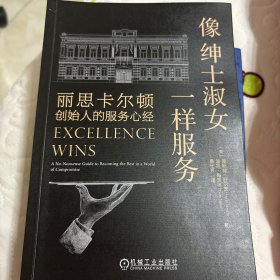 像绅士淑女
一样服务
丽思卡尔顿
创始人的服务心经
EXCELLENCE
WINS
A No-Nonsense Guide to Becoming the Best in a World
of Compromise
机械工业出版社
CHINA MACHINE PRESS